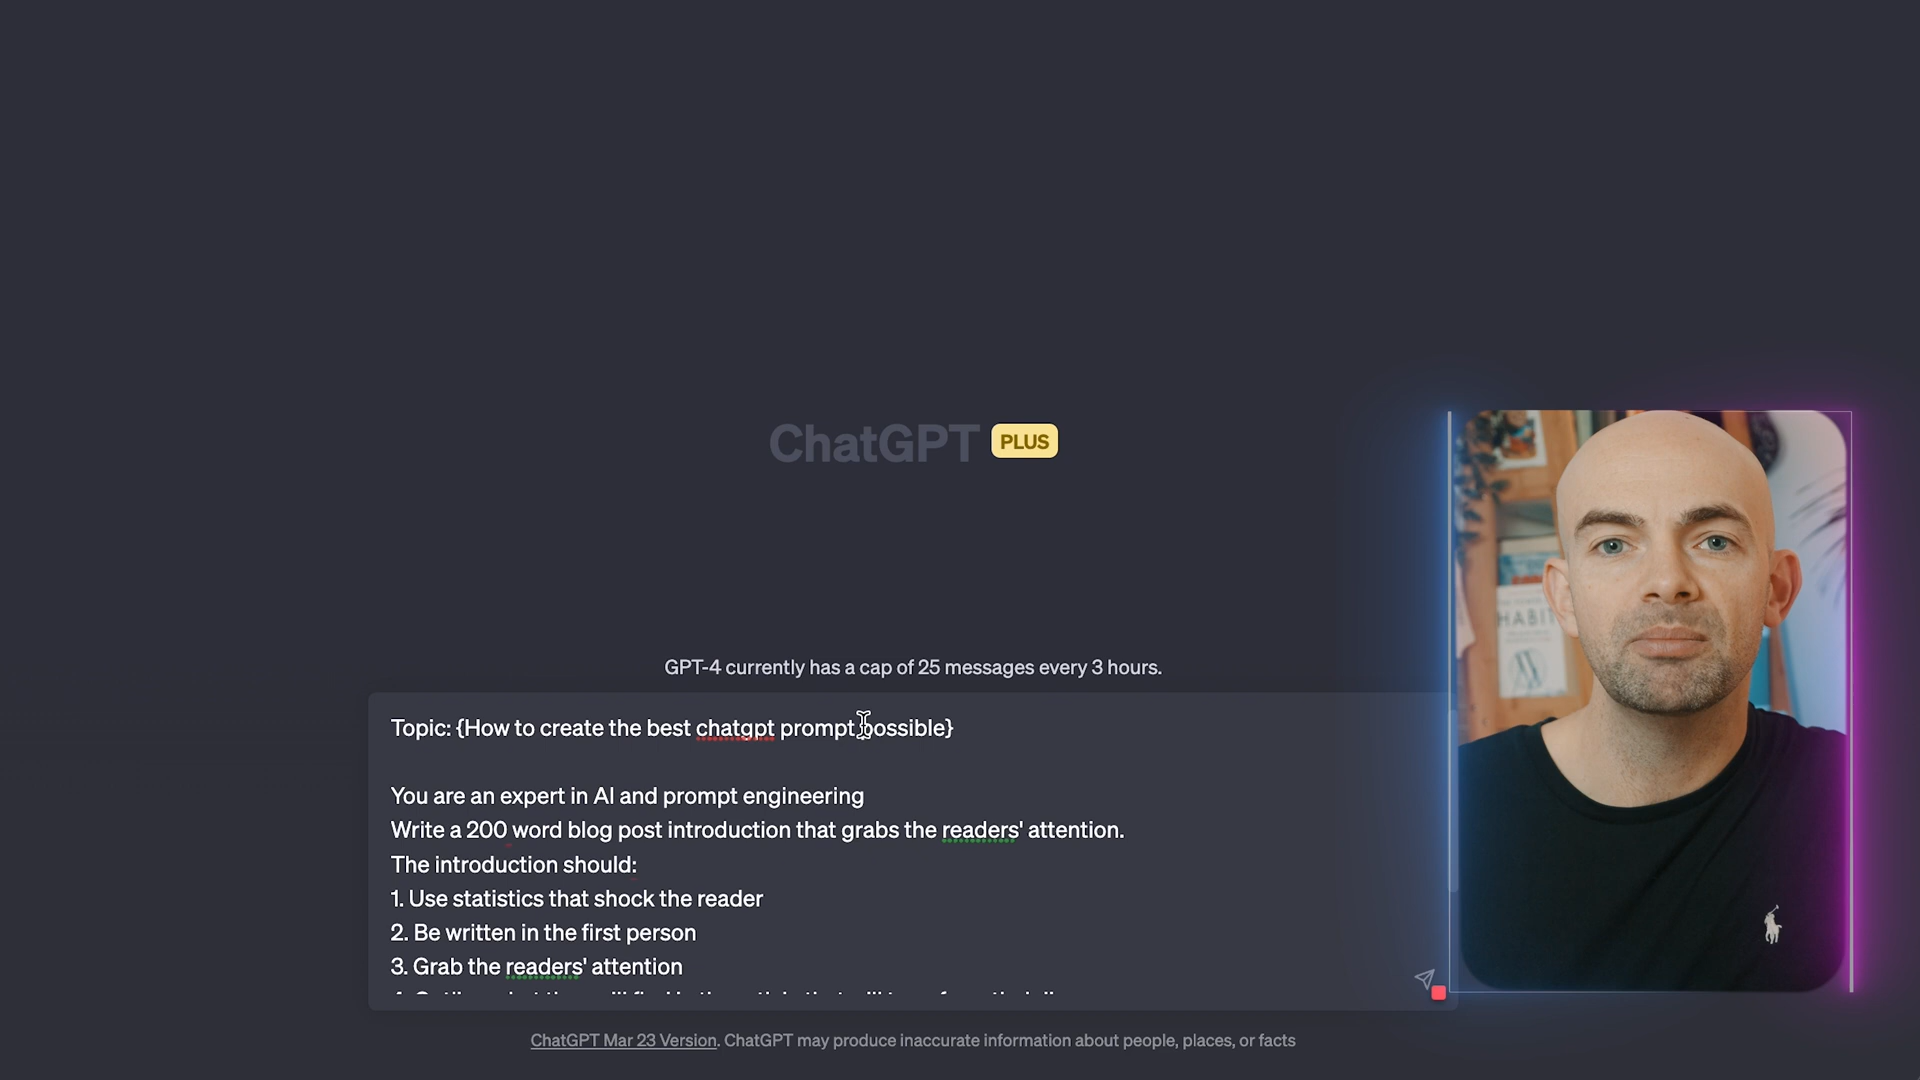 ChatGPT PLUS
GPT-4 currently has a cap of 25 messages every 3 hours.
Topic: {How to create the best chatgpt prompt possible}
You are an expert in AI and prompt engineering
Write a 200 word blog post introduction that grabs the readers' attention.
The introduction should:
1. Use statistics that shock the reader
2. Be written in the first person
3. Grab the readers' attention
HABIT
ChatGPT Mar 23 Version. ChatGPT may produce inaccurate information about people, places, or facts